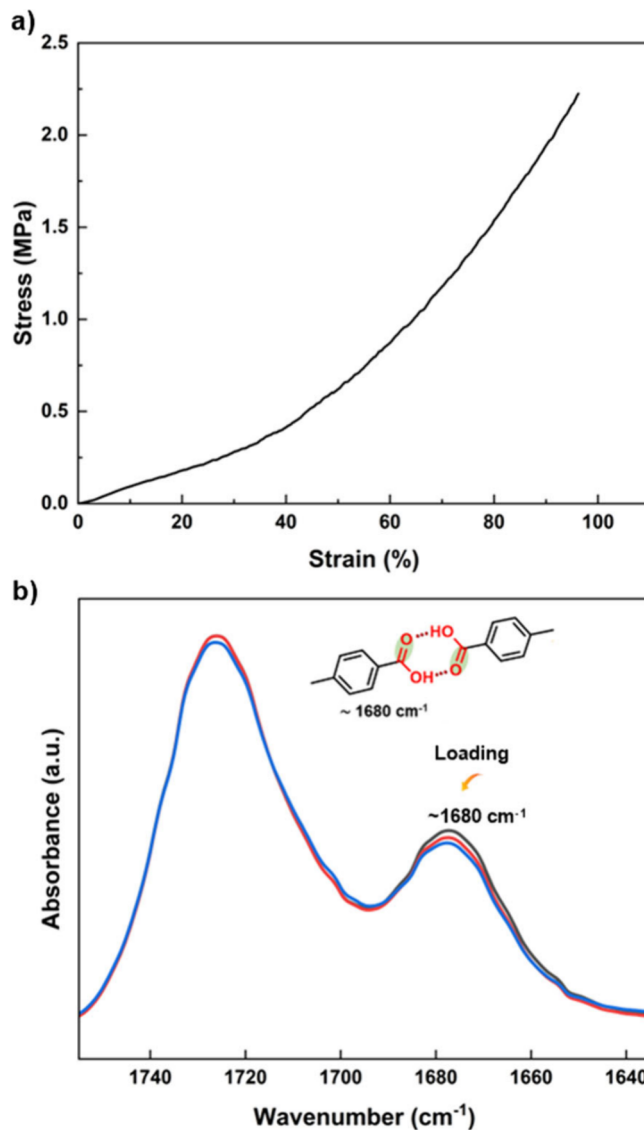 a)
2.5
2.0
1.5
1.0
0.5
0.0
Stress (MPa)
0 20 40 60 80 100
Strain (%)
b)
O HO
OH O
~ 1680 cm⁻¹
Loading
~1680 cm⁻¹
Absorbance (a.u.)
1740 1720 1700 1680 1660 1640
Wavenumber (cm⁻¹)